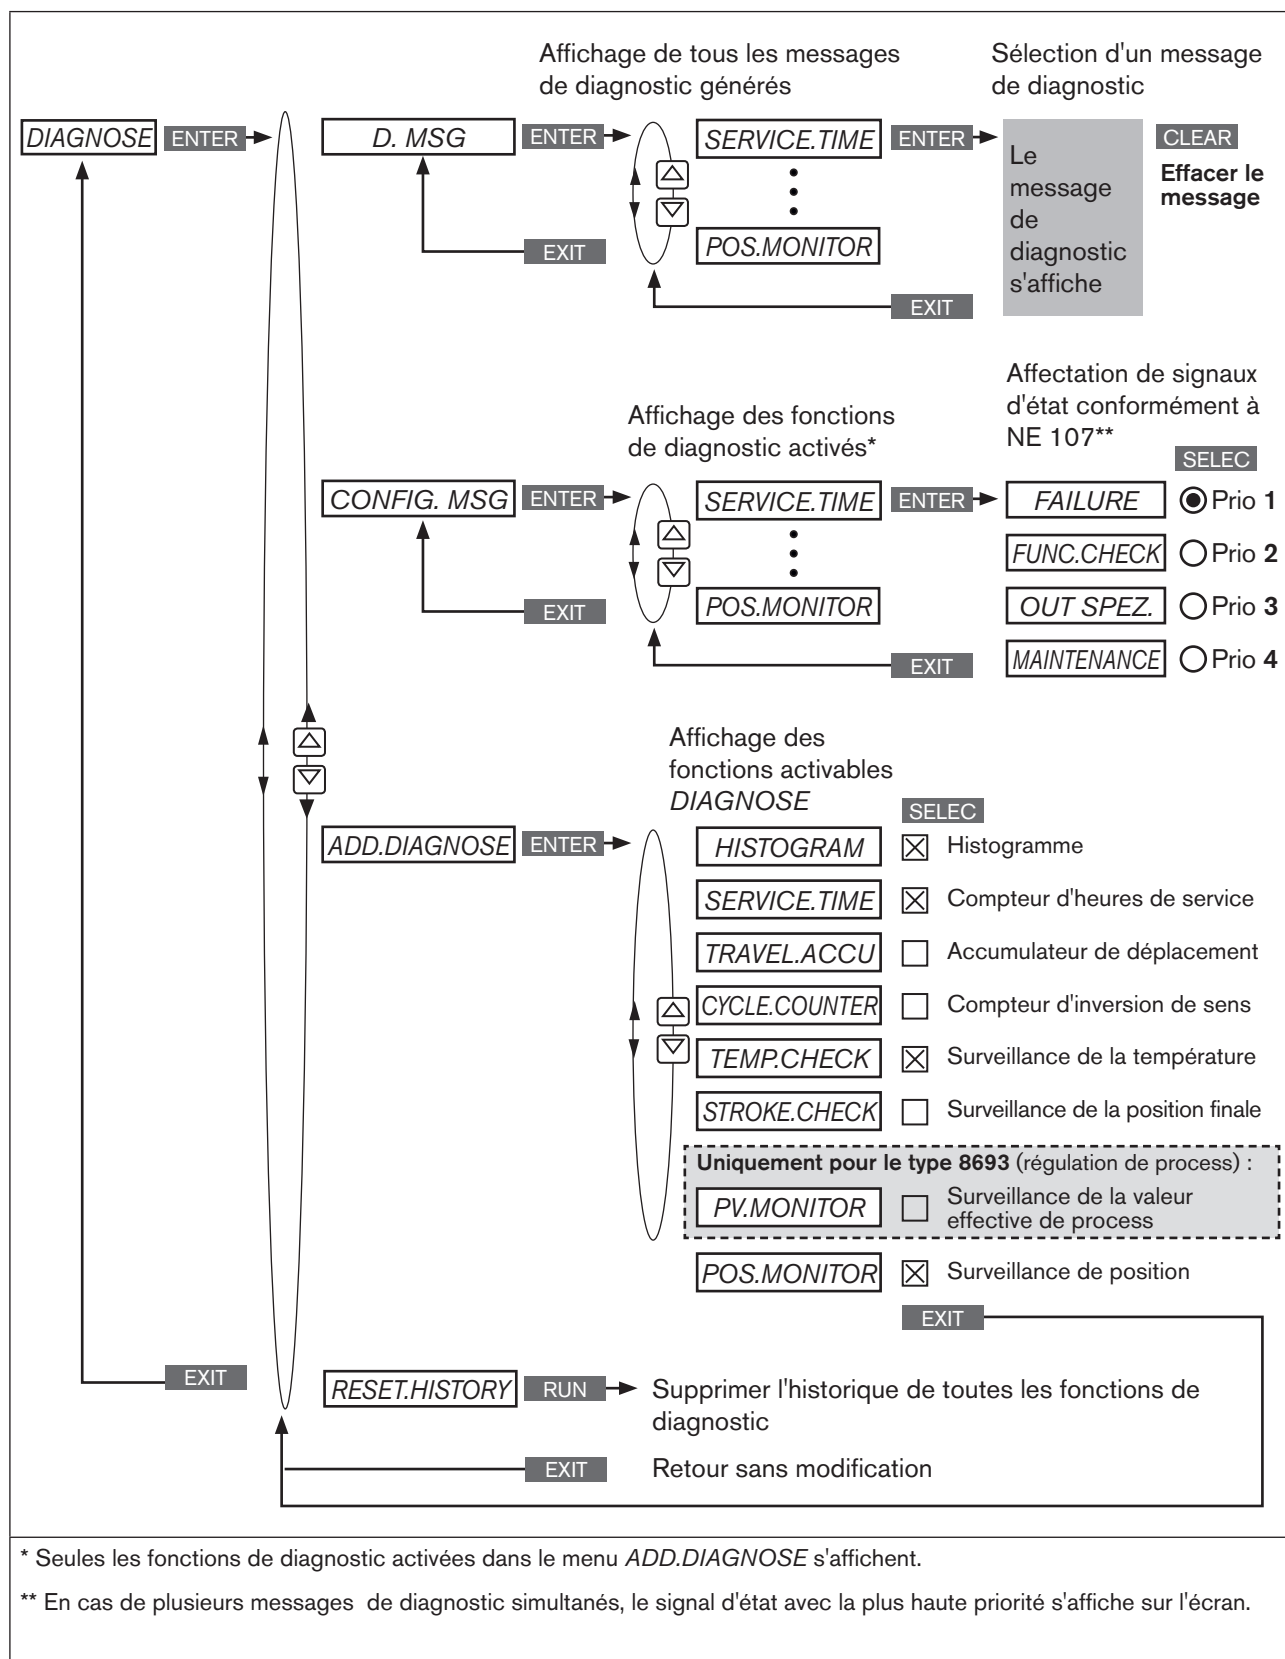 Affichage de tous les messages
de diagnostic générés
Sélection d'un message
de diagnostic
DIAGNOSE
ENTER
D. MSG
ENTER
SERVICE.TIME
ENTER
Le
message
de
diagnostic
s'affiche
CLEAR
Effacer le
message
EXIT
POS.MONITOR
EXIT
Affichage des fonctions
de diagnostic activés*
Affectation de signaux
d'état conformément à
NE 107**
SELEC
CONFIG. MSG
ENTER
SERVICE.TIME
ENTER
FAILURE
Prio 1
FUNC.CHECK
Prio 2
EXIT
POS.MONITOR
OUT SPEZ.
Prio 3
EXIT
MAINTENANCE
Prio 4
Affichage des
fonctions activables
DIAGNOSE
SELEC
ADD.DIAGNOSE
ENTER
HISTOGRAM
Histogramme
SERVICE.TIME
Compteur d'heures de service
TRAVEL.ACCU
Accumulateur de déplacement
CYCLE.COUNTER
Compteur d'inversion de sens
TEMP.CHECK
Surveillance de la température
STROKE.CHECK
Surveillance de la position finale
Uniquement pour le type 8693 (régulation de process) :
PV.MONITOR
Surveillance de la valeur
effective de process
POS.MONITOR
Surveillance de position
EXIT
EXIT
RESET.HISTORY
RUN
Supprimer l'historique de toutes les fonctions de
diagnostic
EXIT
Retour sans modification
* Seules les fonctions de diagnostic activées dans le menu ADD.DIAGNOSE s'affichent.
** En cas de plusieurs messages de diagnostic simultanés, le signal d'état avec la plus haute priorité s'affiche sur l'écran.